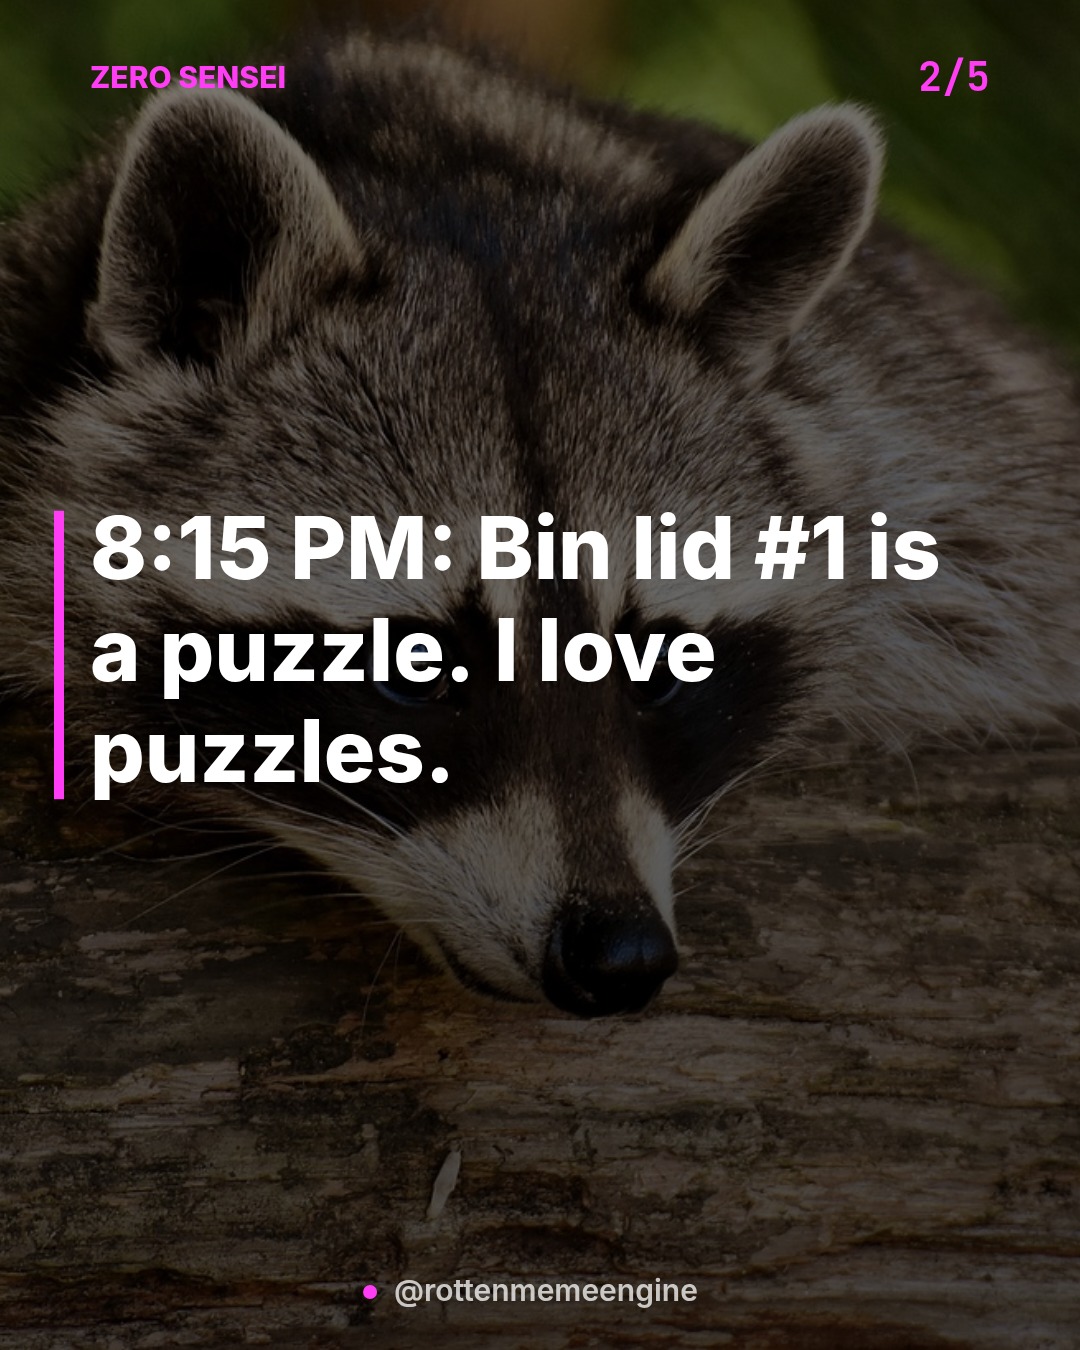 ZERO SENSEI
2/5
8:15 PM: Bin lid #1 is
a puzzle. I love
puzzles.
@rottenmemeengine